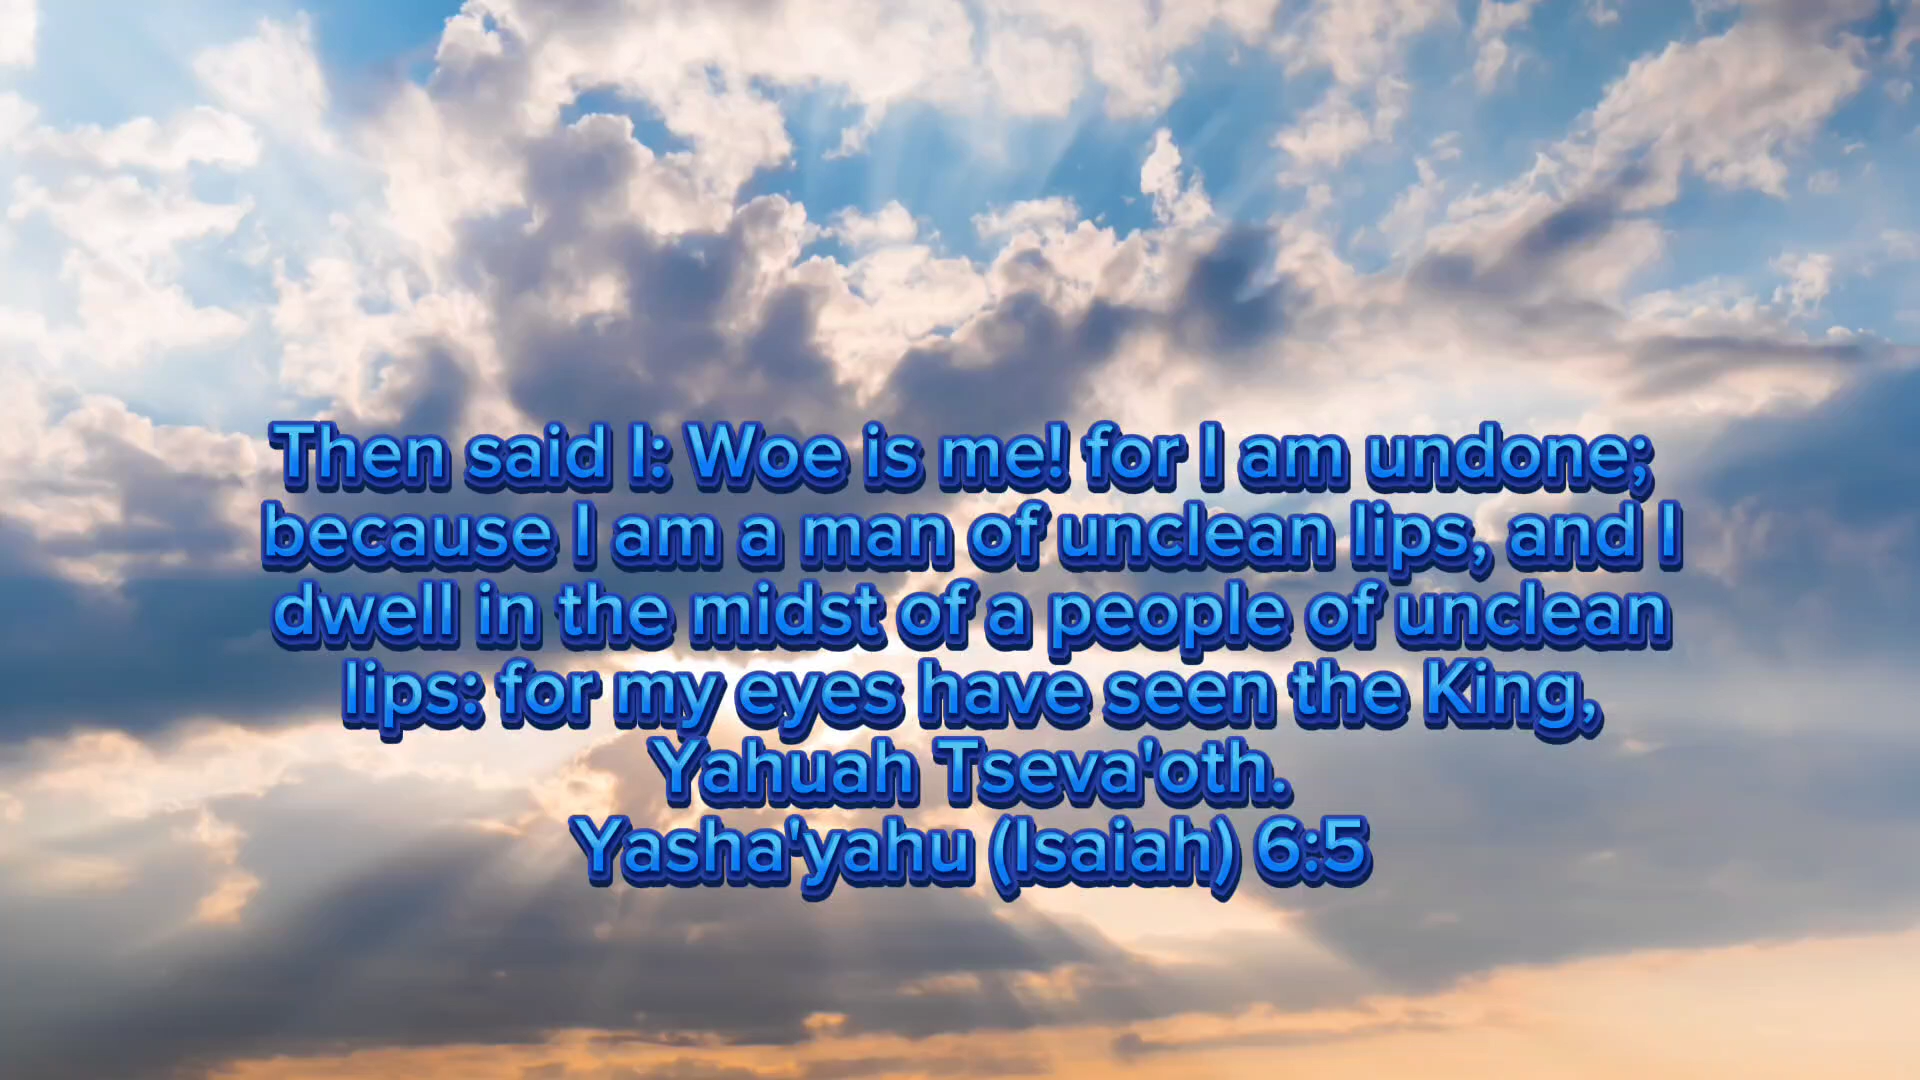 Then said I: Woe is me! for I am undone;
because I am a man of unclean lips, and I
dwell in the midst of a people of unclean
lips: for my eyes have seen the King,
Yahuah Tseva'oth.
Yasha'yahu (Isaiah) 6:5